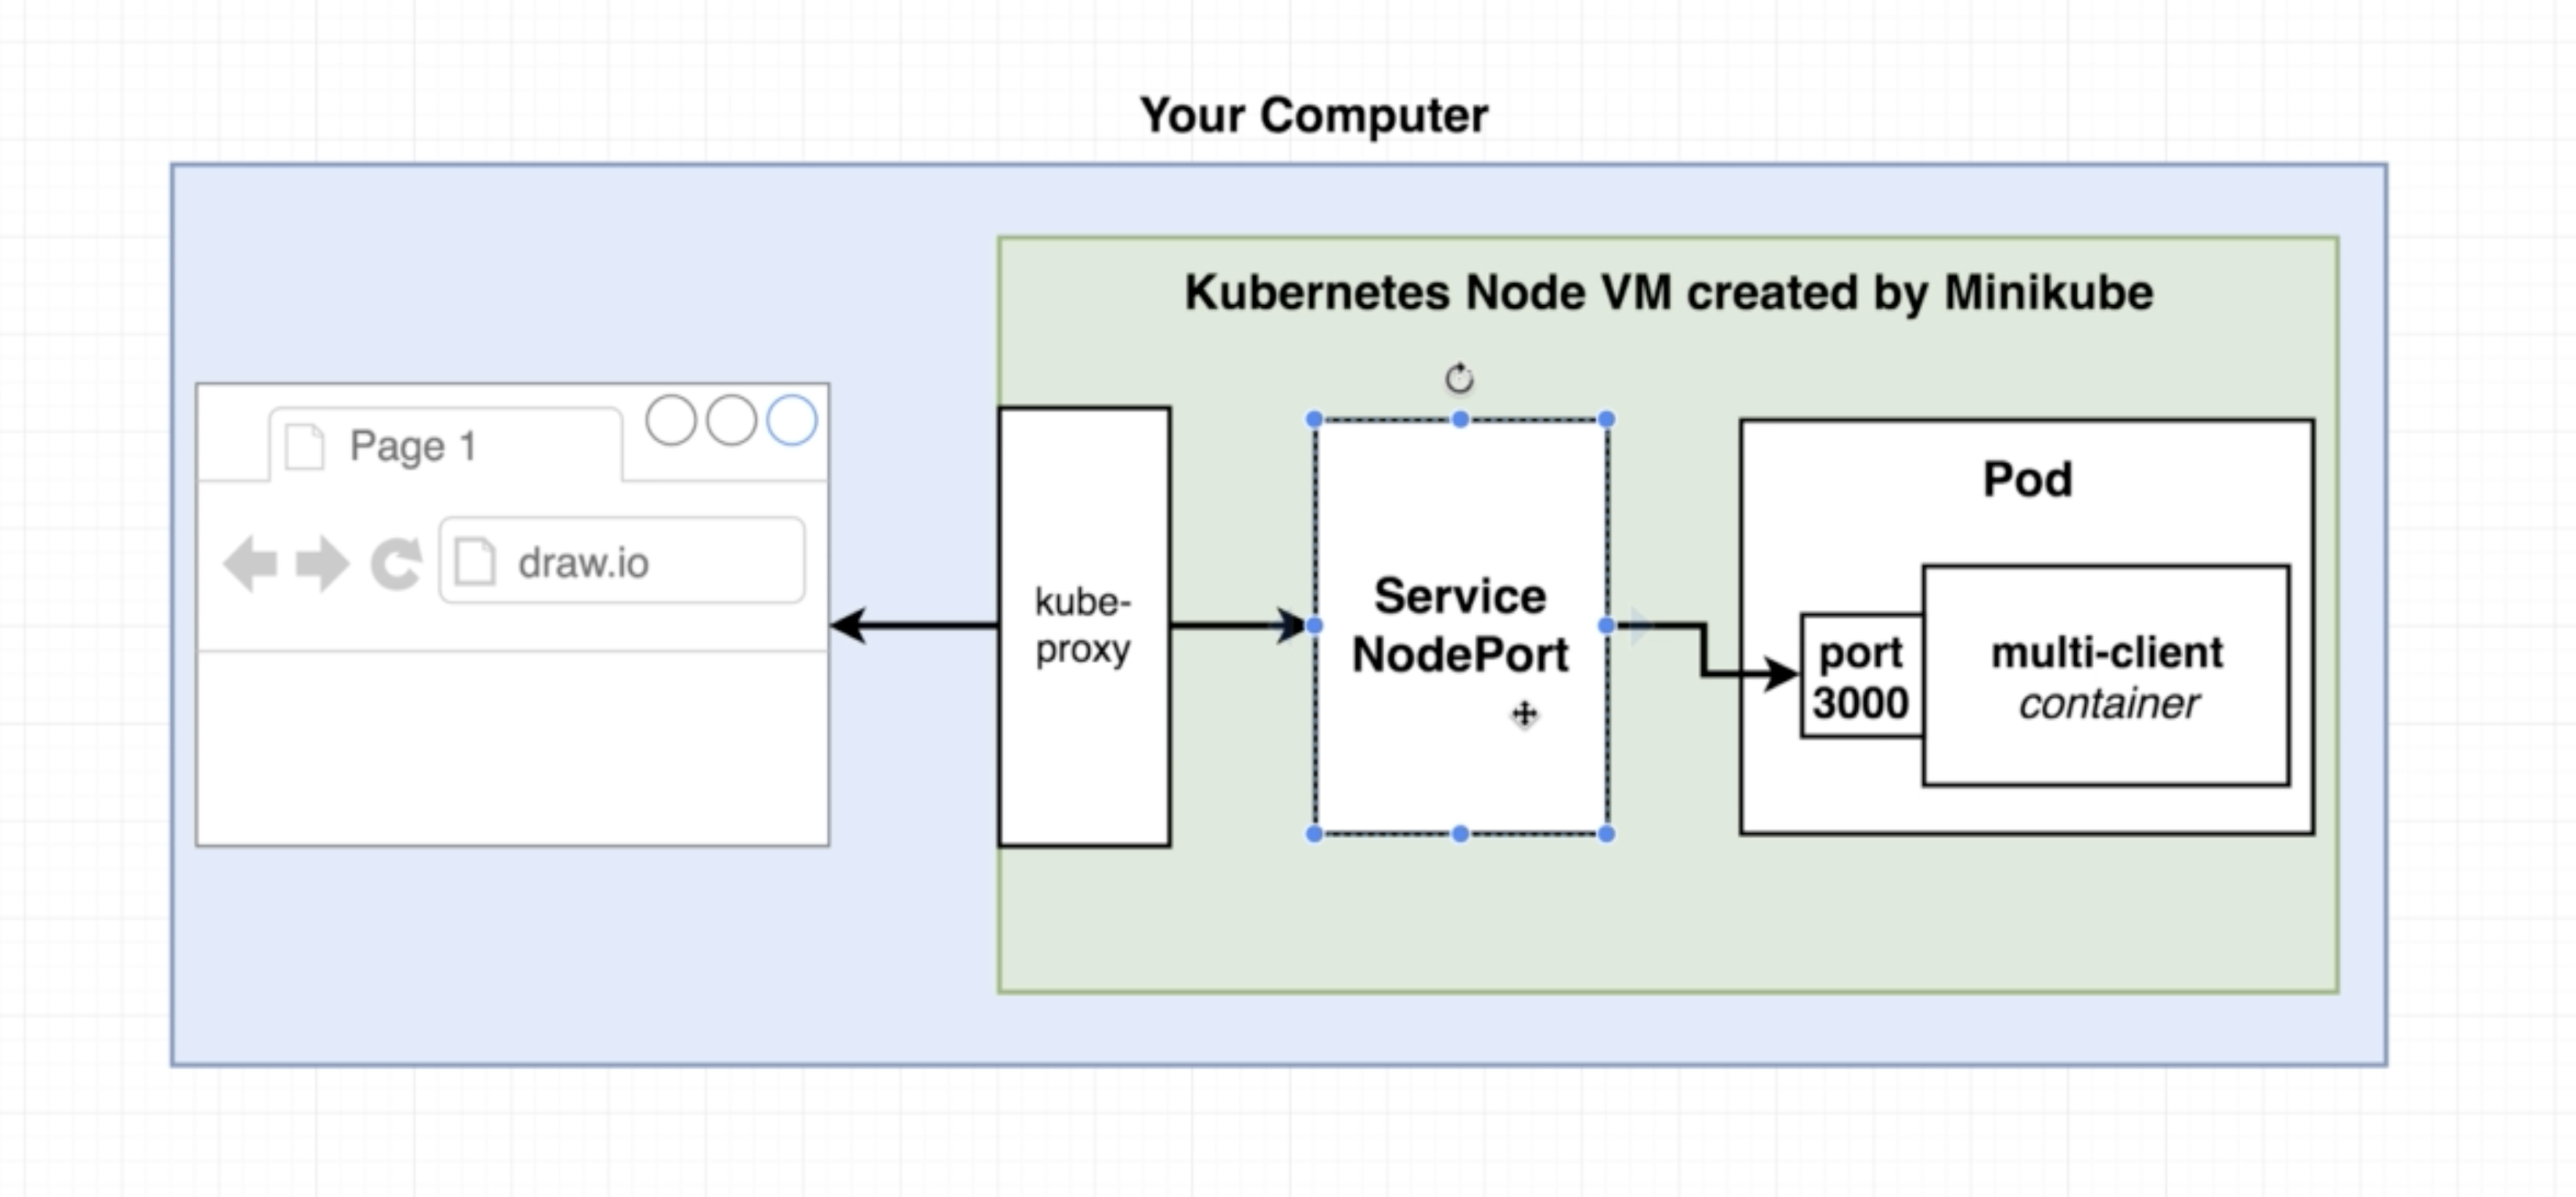 Your Computer
Kubernetes Node VM created by Minikube
Page 1
draw.io
kube-
proxy
Service
NodePort
Pod
port
3000
multi-client
container